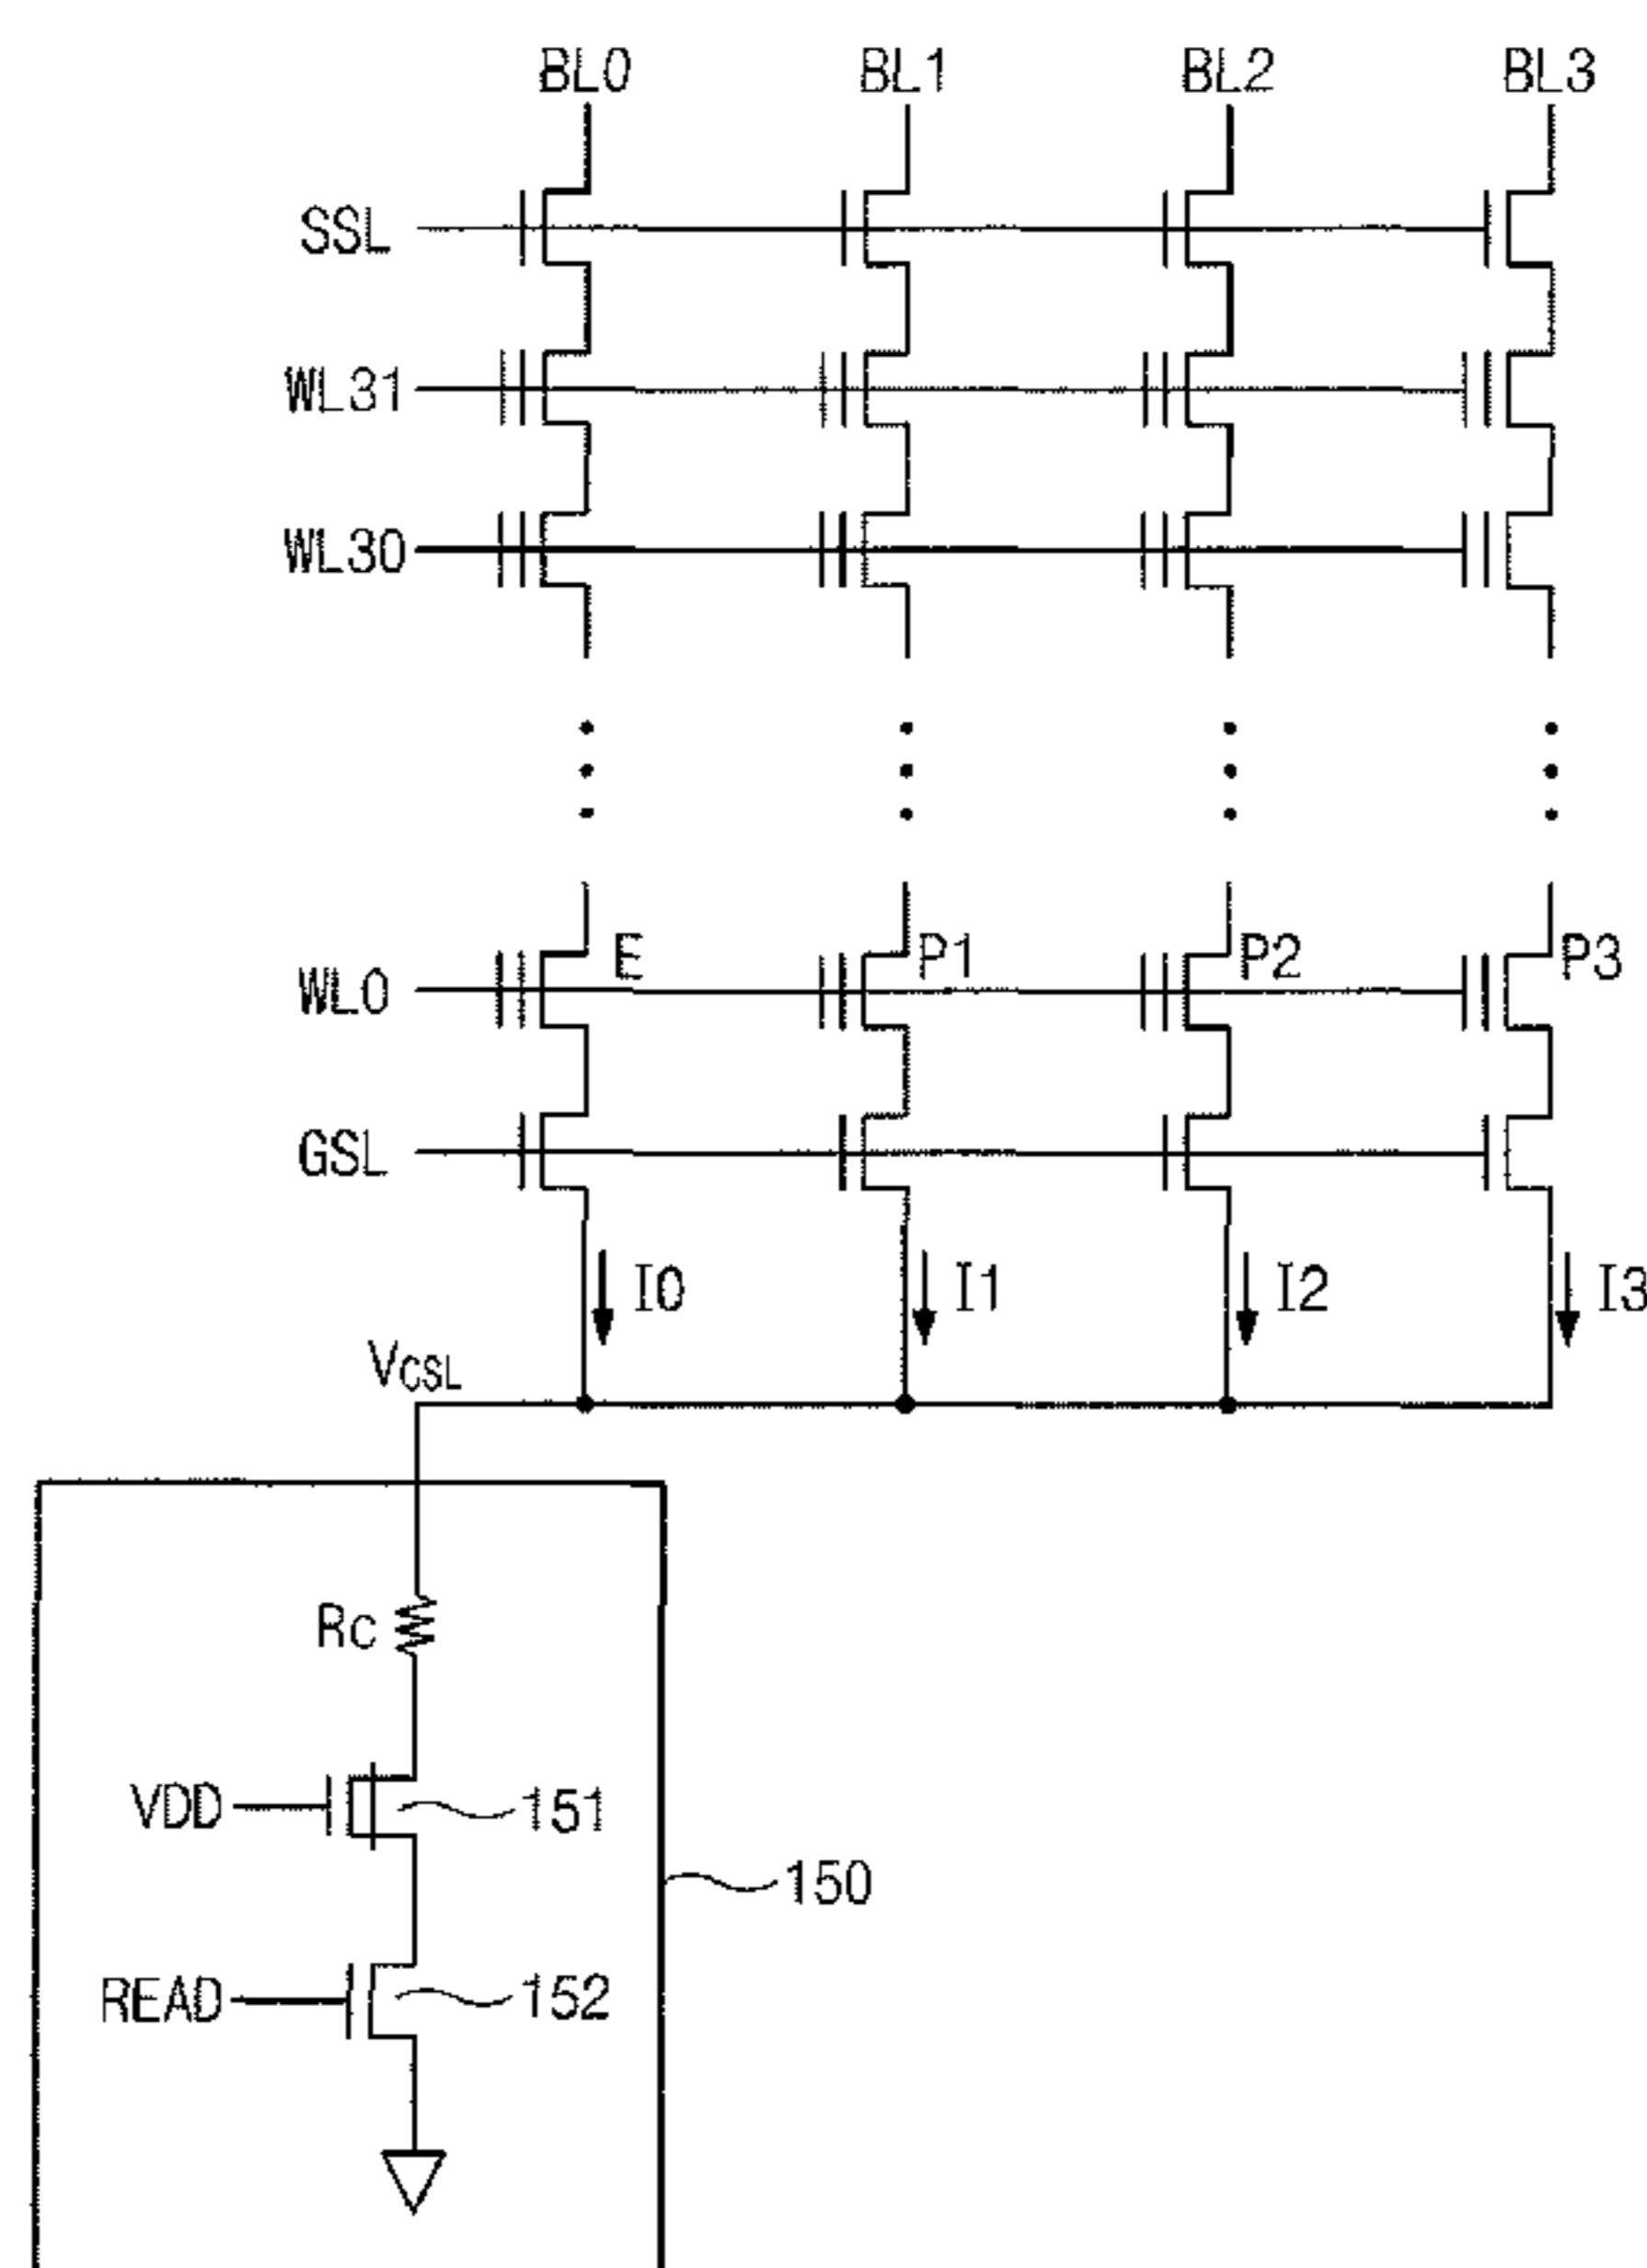 BL0 BL1 BL2 BL3
SSL
WL31
WL30
E P1 P2 P3
WL0
GSL
I0 I1 I2 I3
VCSL
RC
VDD 151
150
READ 152